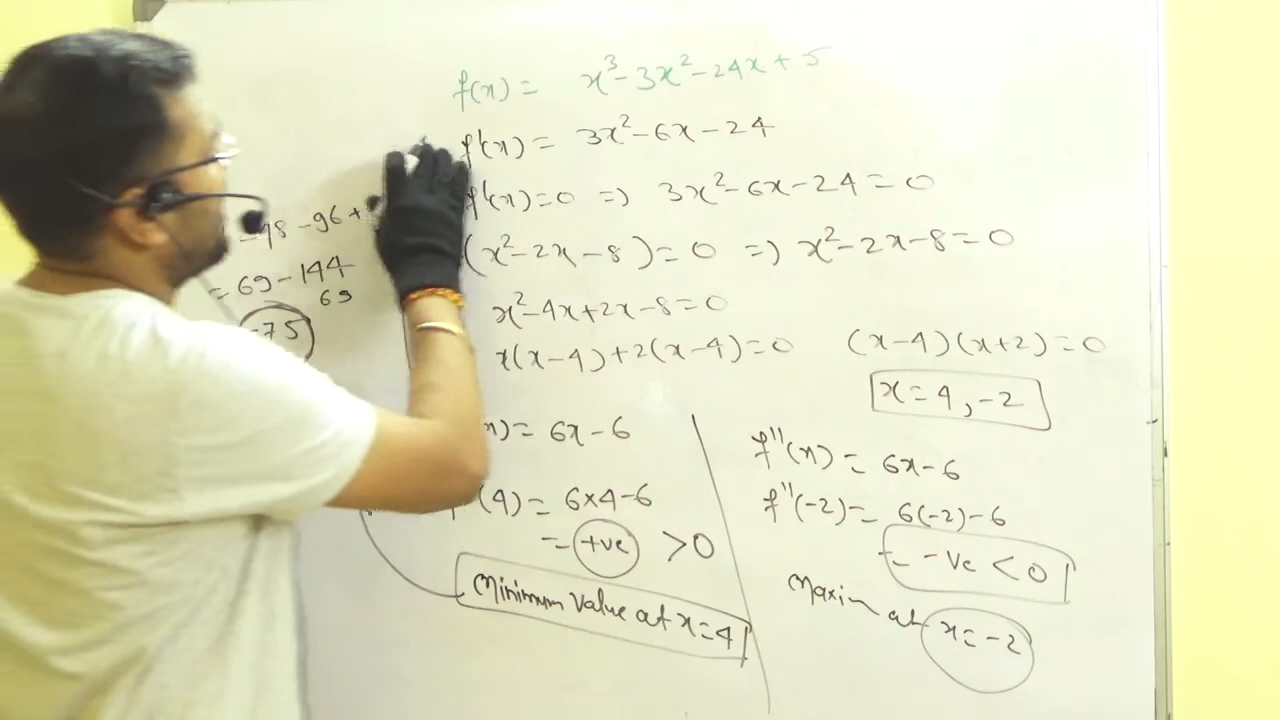 f(x) = x³-3x²-24x+5
f'(x) = 3x²-6x-24
f'(x)=0 => 3x²-6x-24=0
(x²-2x-8)=0 => x²-2x-8=0
x²-4x+2x-8=0
x(x-4)+2(x-4)=0 (x-4)(x+2)=0
x=4,-2
-48-96+
=69-144
69
-75
x)= 6x-6
(4)= 6x4-6
= +ve >0
Minimum value at x=4
f''(x) = 6x-6
f''(-2)= 6(-2)-6
= -ve <0
Maxim at x=-2